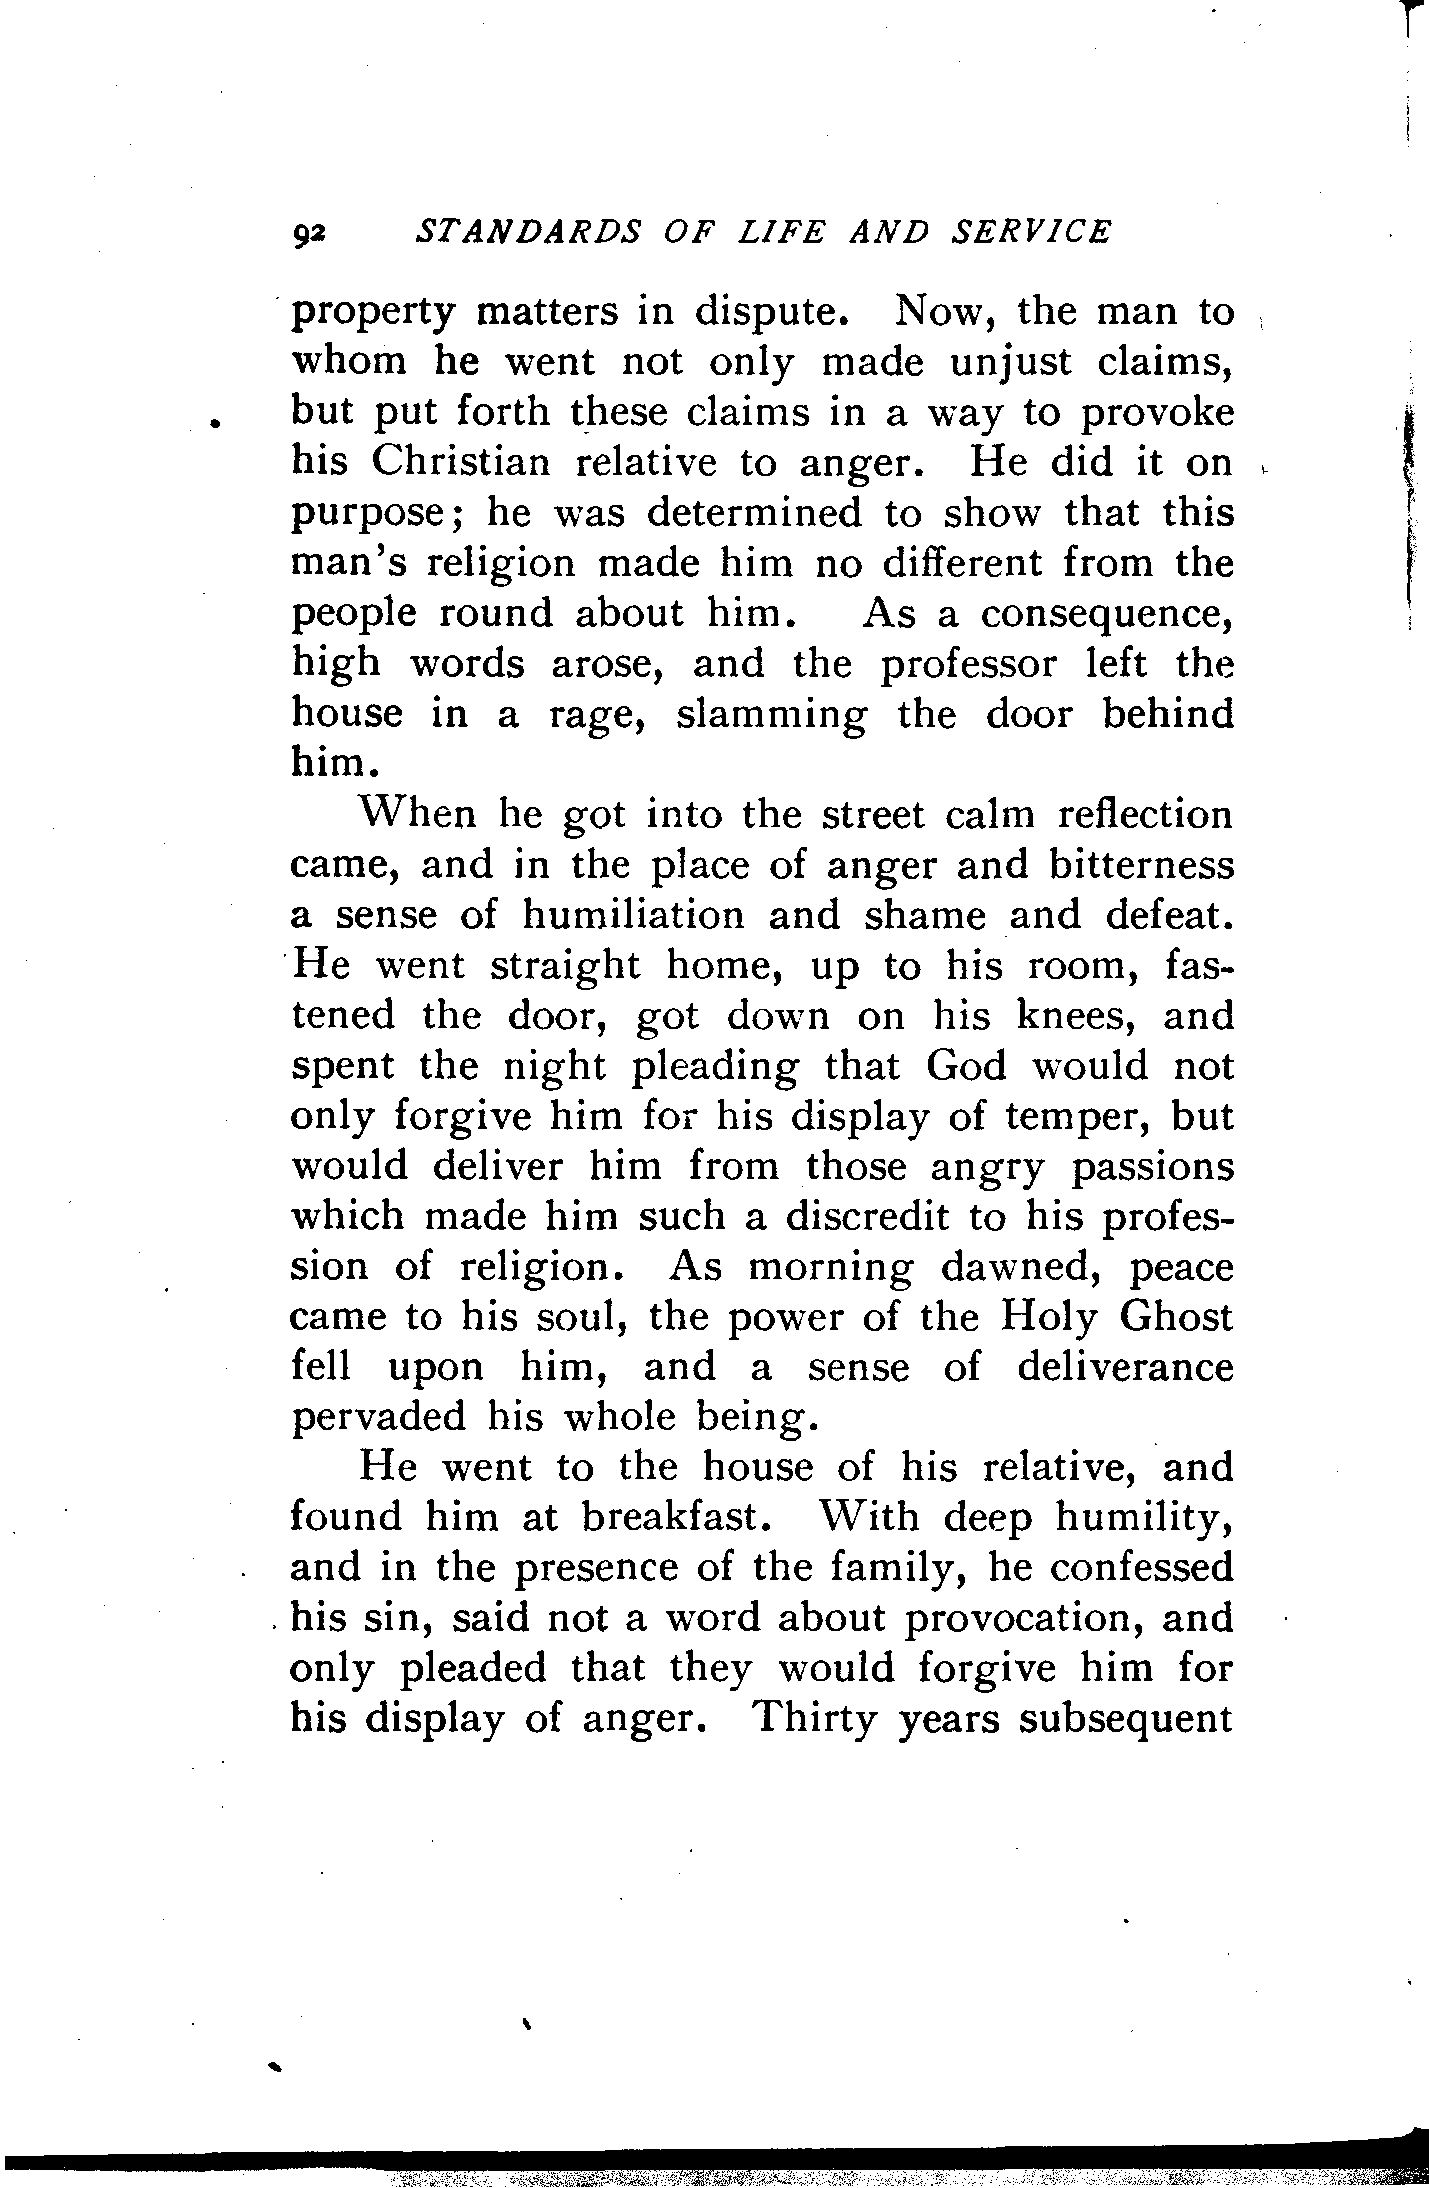 92 STANDARDS OF LIFE AND SERVICE
property matters in dispute. Now, the man to
whom he went not only made unjust claims,
but put forth these claims in a way to provoke
his Christian relative to anger. He did it on
purpose; he was determined to show that this
man's religion made him no different from the
people round about him. As a consequence,
high words arose, and the professor left the
house in a rage, slamming the door behind
him.
When he got into the street calm reflection
came, and in the place of anger and bitterness
a sense of humiliation and shame and defeat.
He went straight home, up to his room, fas-
tened the door, got down on his knees, and
spent the night pleading that God would not
only forgive him for his display of temper, but
would deliver him from those angry passions
which made him such a discredit to his profes-
sion of religion. As morning dawned, peace
came to his soul, the power of the Holy Ghost
fell upon him, and a sense of deliverance
pervaded his whole being.
He went to the house of his relative, and
found him at breakfast. With deep humility,
and in the presence of the family, he confessed
his sin, said not a word about provocation, and
only pleaded that they would forgive him for
his display of anger. Thirty years subsequent